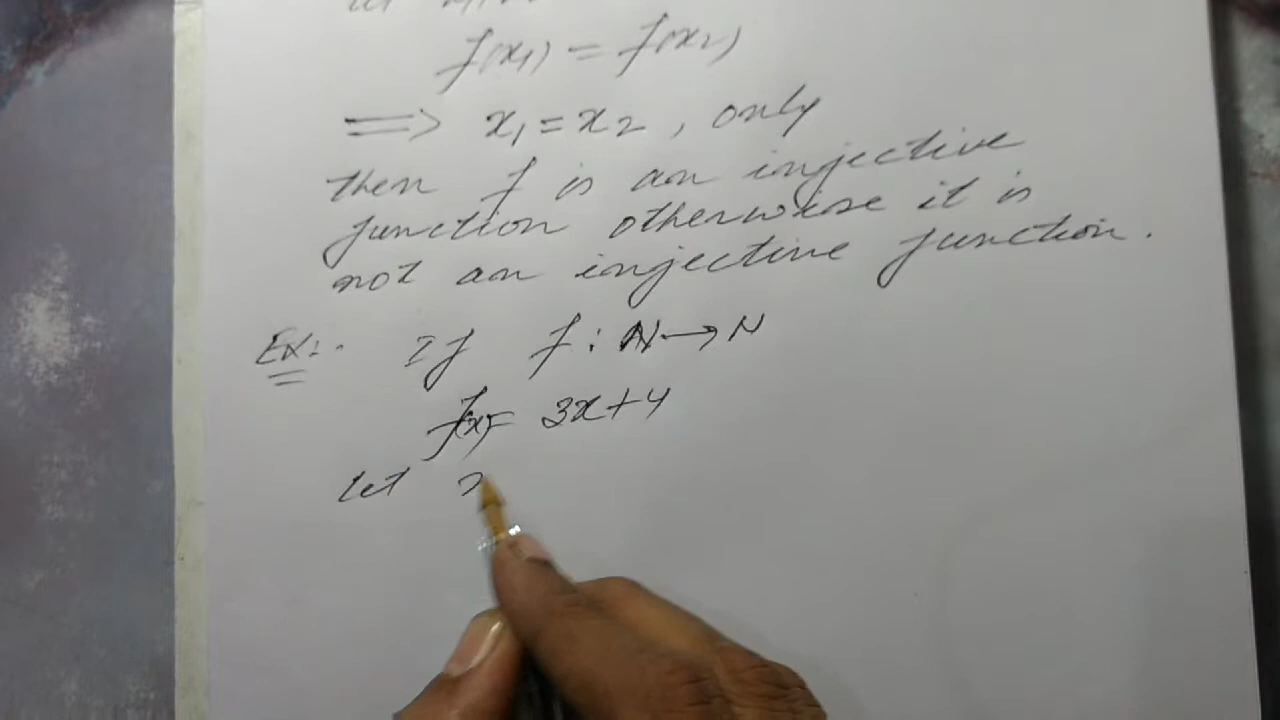 let
f(x₁) = f(x₂)
⟹ x₁ = x₂ , only
then f is an injective
function otherwise it is
not an injective function.
Ex:- If f : N → N
f(x) = 3x + 4
let